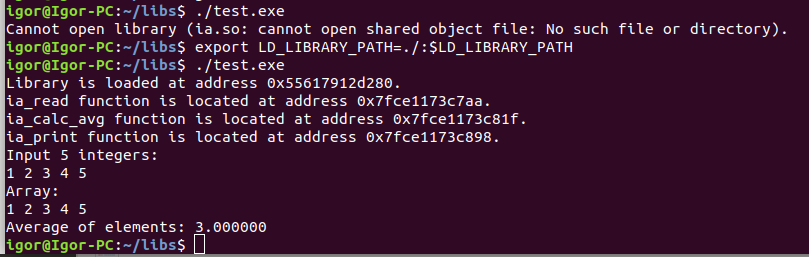 igor@Igor-PC:~/libs$ ./test.exe
Cannot open library (ia.so: cannot open shared object file: No such file or directory).
igor@Igor-PC:~/libs$ export LD_LIBRARY_PATH=./:$LD_LIBRARY_PATH
igor@Igor-PC:~/libs$ ./test.exe
Library is loaded at address 0x55617912d280.
ia_read function is located at address 0x7fce1173c7aa.
ia_calc_avg function is located at address 0x7fce1173c81f.
ia_print function is located at address 0x7fce1173c898.
Input 5 integers:
1 2 3 4 5
Array:
1 2 3 4 5
Average of elements: 3.000000
igor@Igor-PC:~/libs$